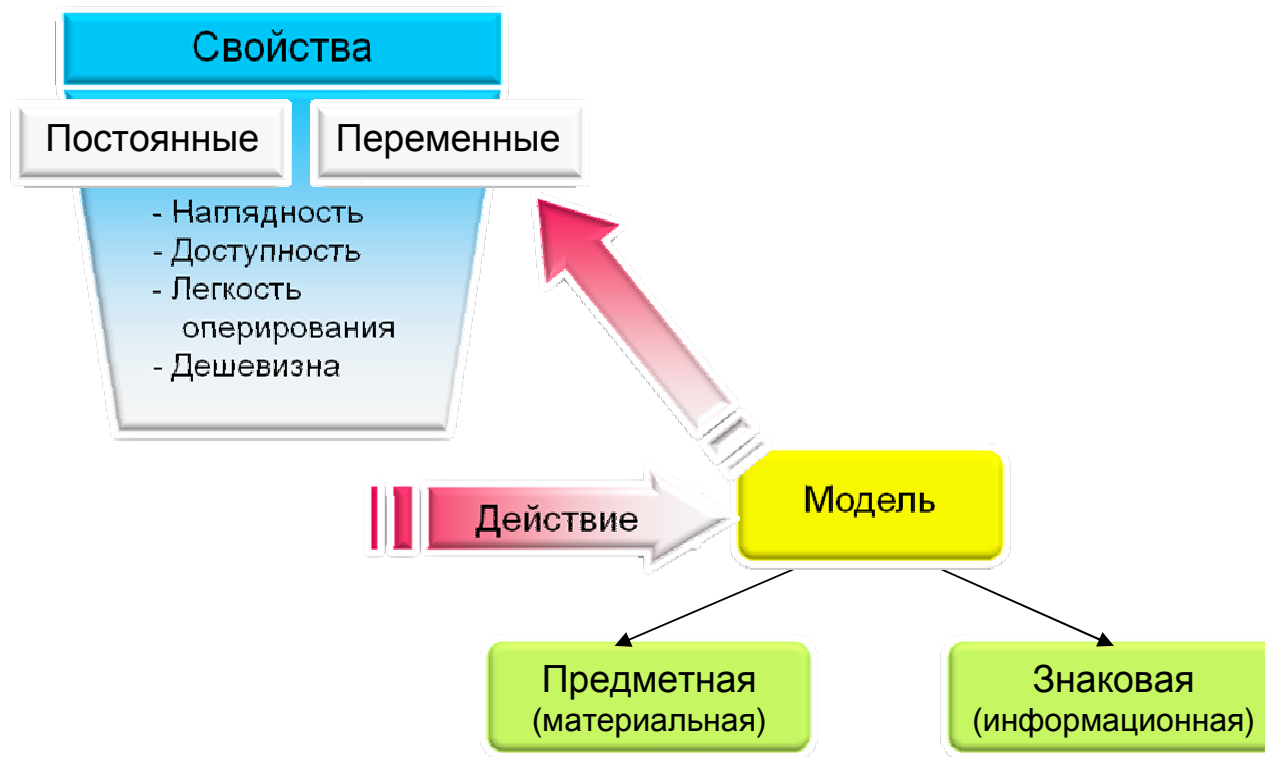 Свойства
Постоянные
Переменные
- Наглядность
- Доступность
- Легкость
оперирования
- Дешевизна
Действие
Модель
Предметная
(материальная)
Знаковая
(информационная)